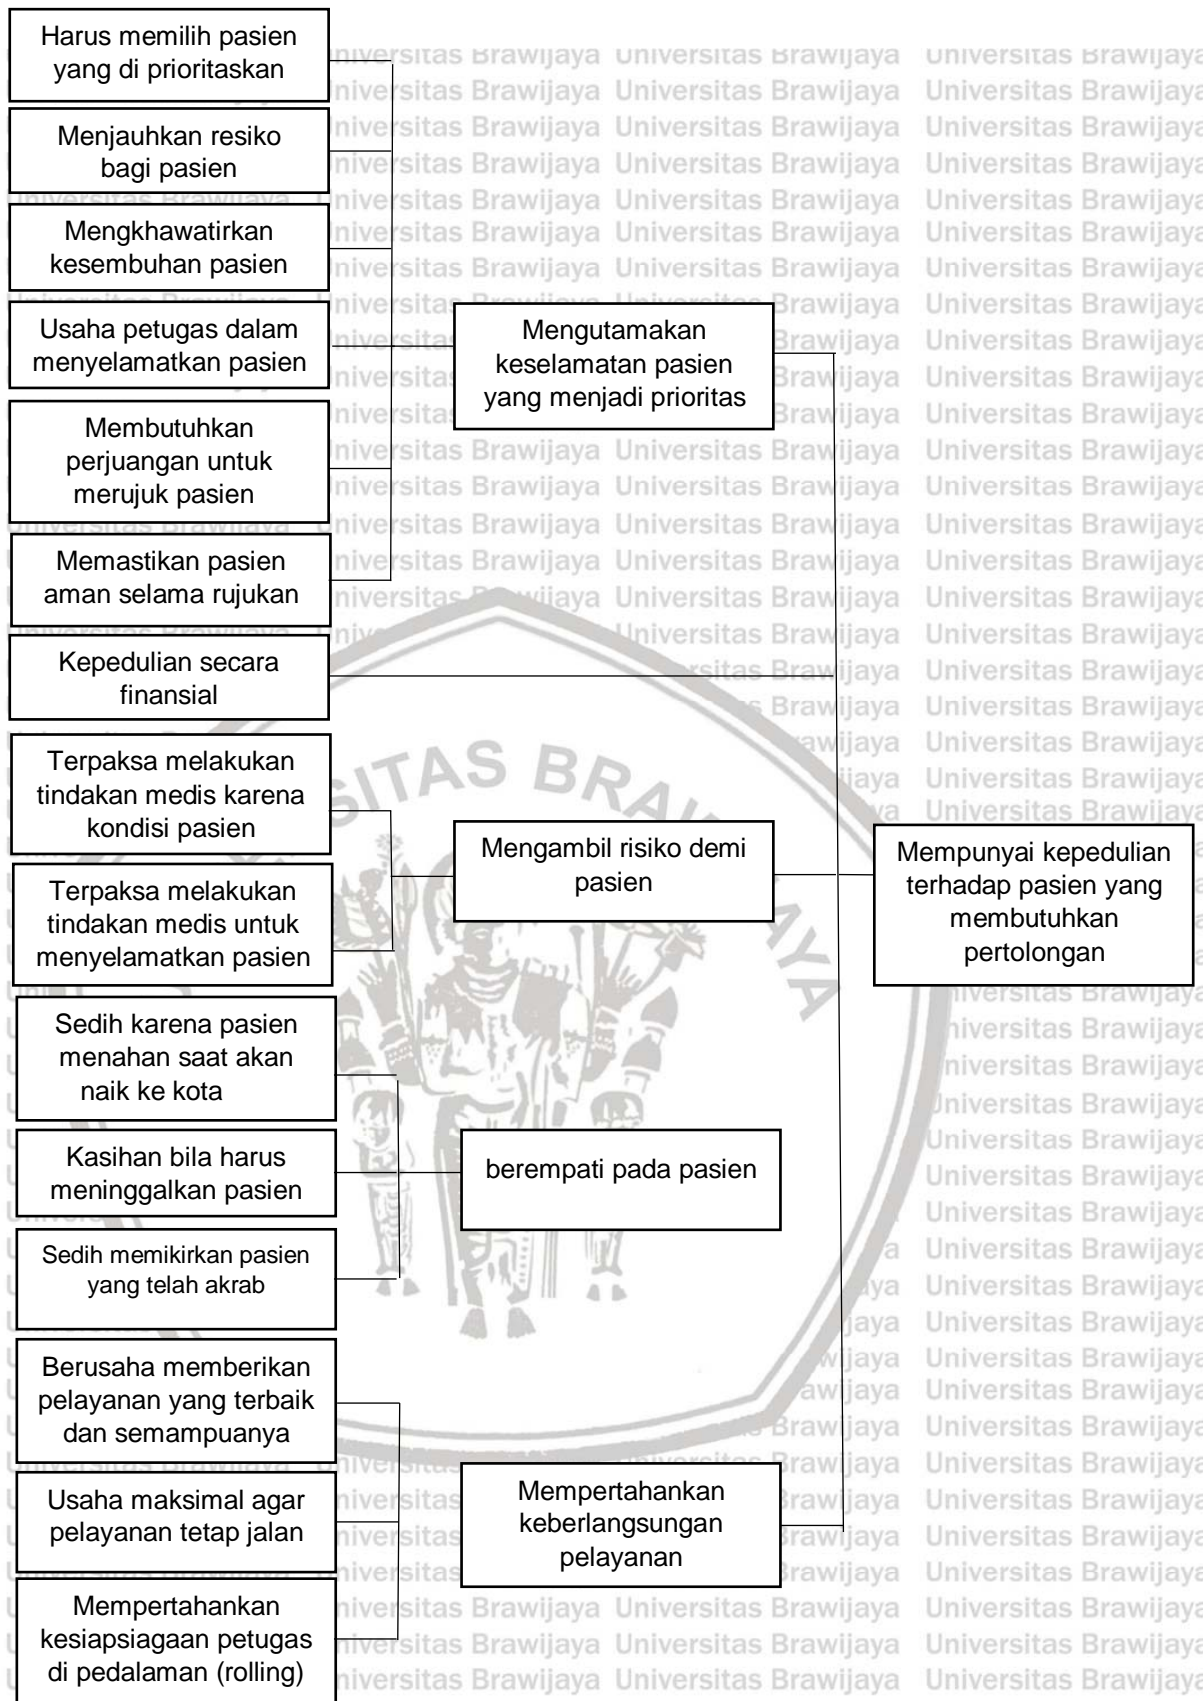 Harus memilih pasien
yang di prioritaskan
Menjauhkan resiko
bagi pasien
Mengkhawatirkan
kesembuhan pasien
Usaha petugas dalam
menyelamatkan pasien
Membutuhkan
perjuangan untuk
merujuk pasien
Memastikan pasien
aman selama rujukan
Kepedulian secara
finansial
Terpaksa melakukan
tindakan medis karena
kondisi pasien
Terpaksa melakukan
tindakan medis untuk
menyelamatkan pasien
Sedih karena pasien
menahan saat akan
naik ke kota
Kasihan bila harus
meninggalkan pasien
Sedih memikirkan pasien
yang telah akrab
Berusaha memberikan
pelayanan yang terbaik
dan semampuanya
Usaha maksimal agar
pelayanan tetap jalan
Mempertahankan
kesiapsiagaan petugas
di pedalaman (rolling)
Mengutamakan
keselamatan pasien
yang menjadi prioritas
Mengambil risiko demi
pasien
berempati pada pasien
Mempertahankan
keberlangsungan
pelayanan
Mempunyai kepedulian
terhadap pasien yang
membutuhkan
pertolongan